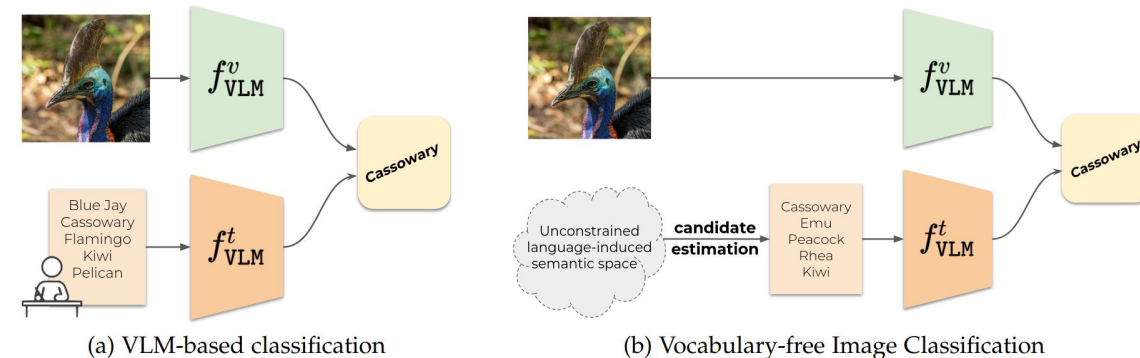 f^v_VLM
Cassowary
Blue Jay
Cassowary
Flamingo
Kiwi
Pelican
f^t_VLM
(a) VLM-based classification
f^v_VLM
Cassowary
Unconstrained
language-induced
semantic space
candidate
estimation
Cassowary
Emu
Peacock
Rhea
Kiwi
f^t_VLM
(b) Vocabulary-free Image Classification